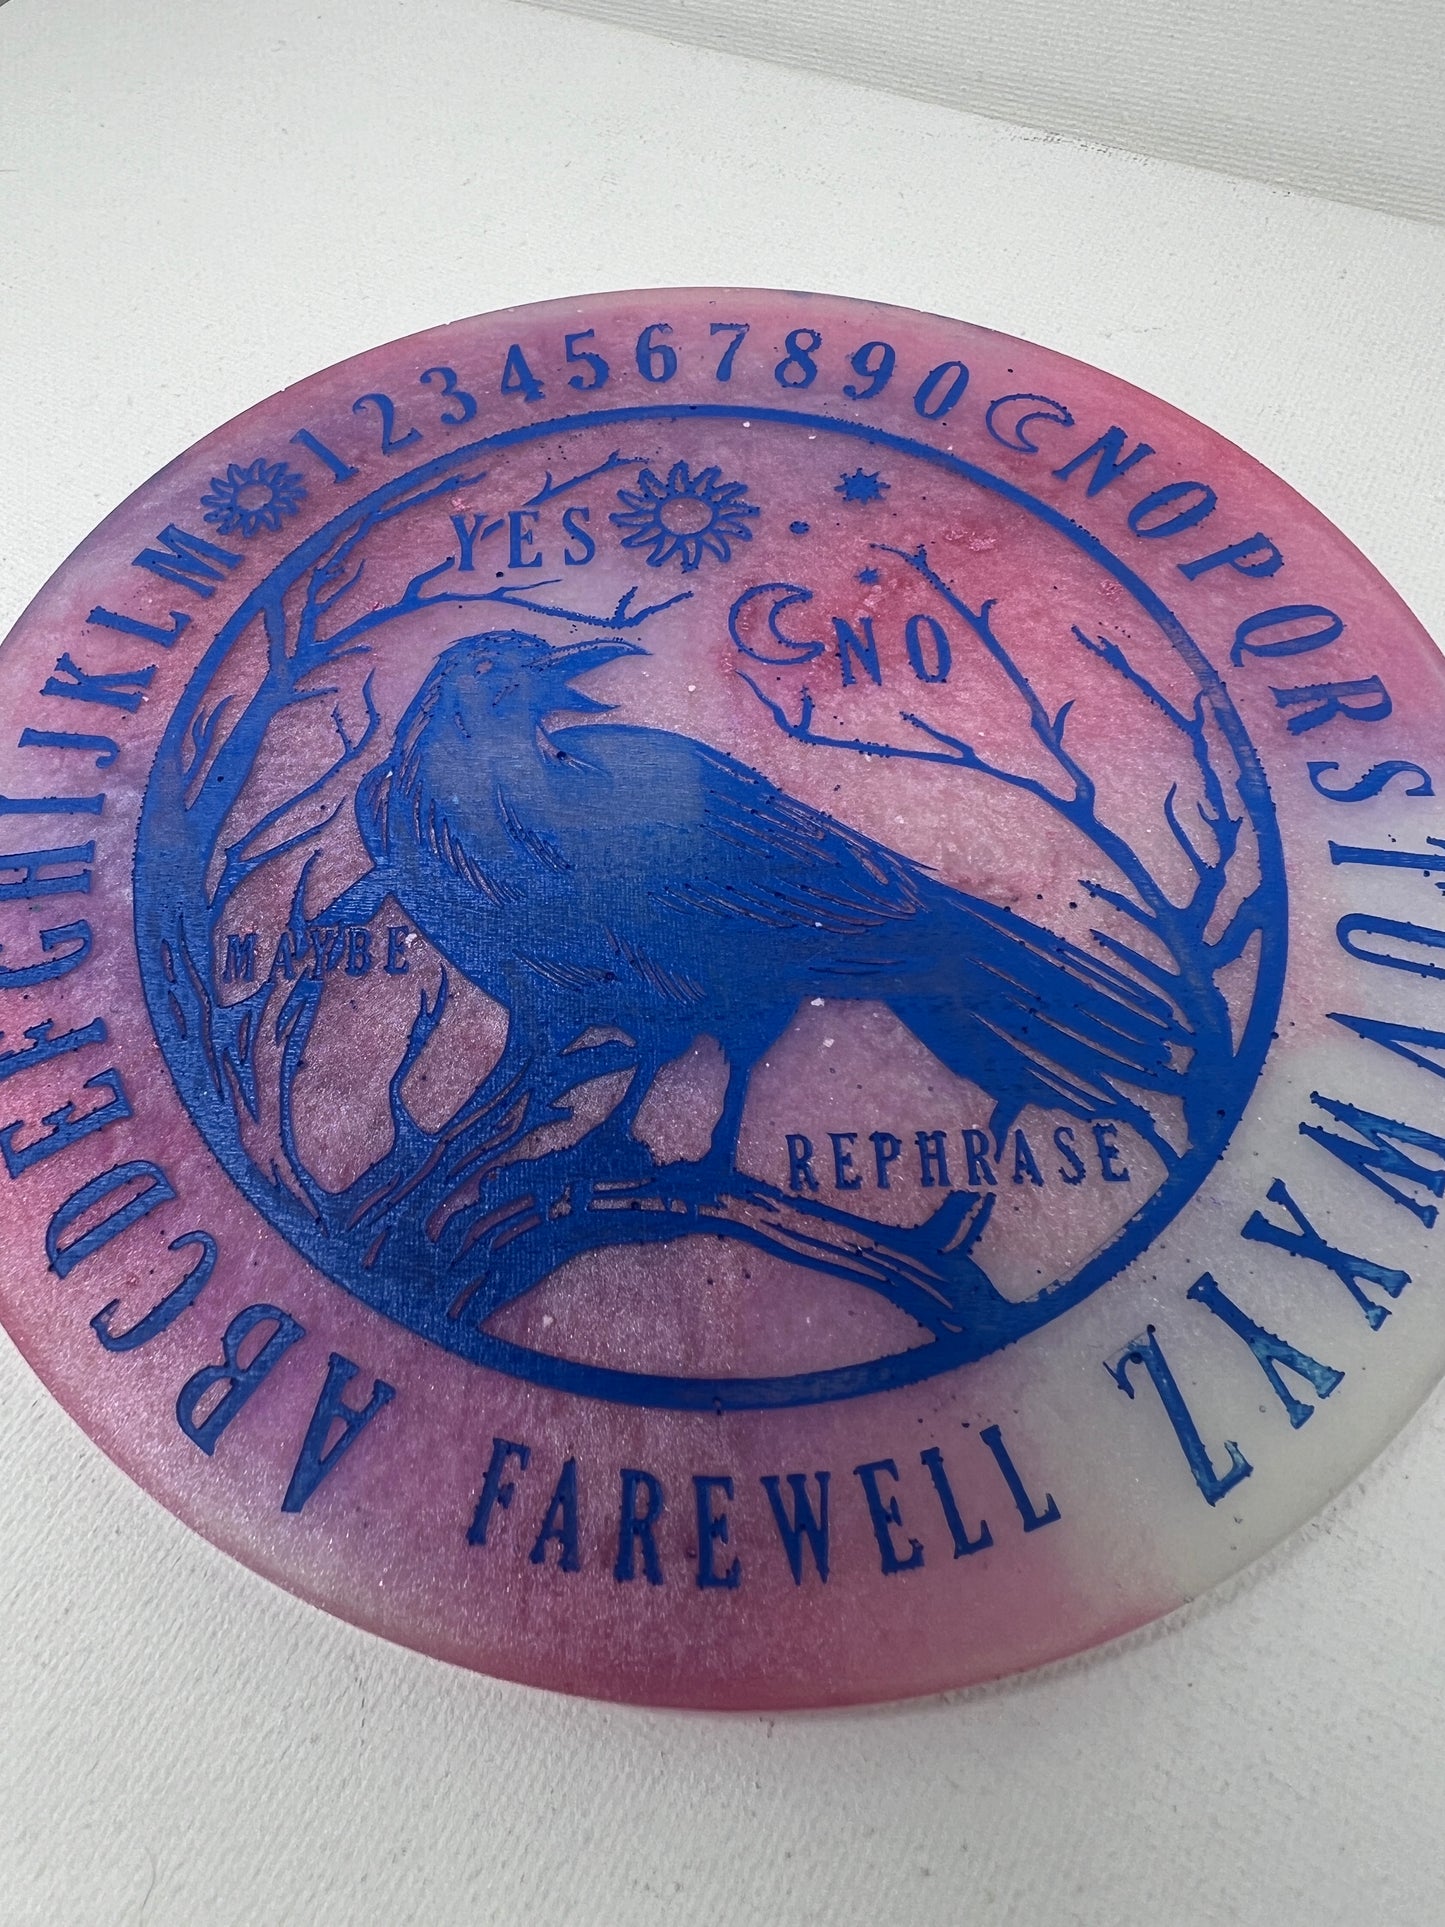 1234567890
ABCDEFGHIJKLM
NOPQRSTUVWXYZ
YES
NO
MAYBE
REPHRASE
FAREWELL